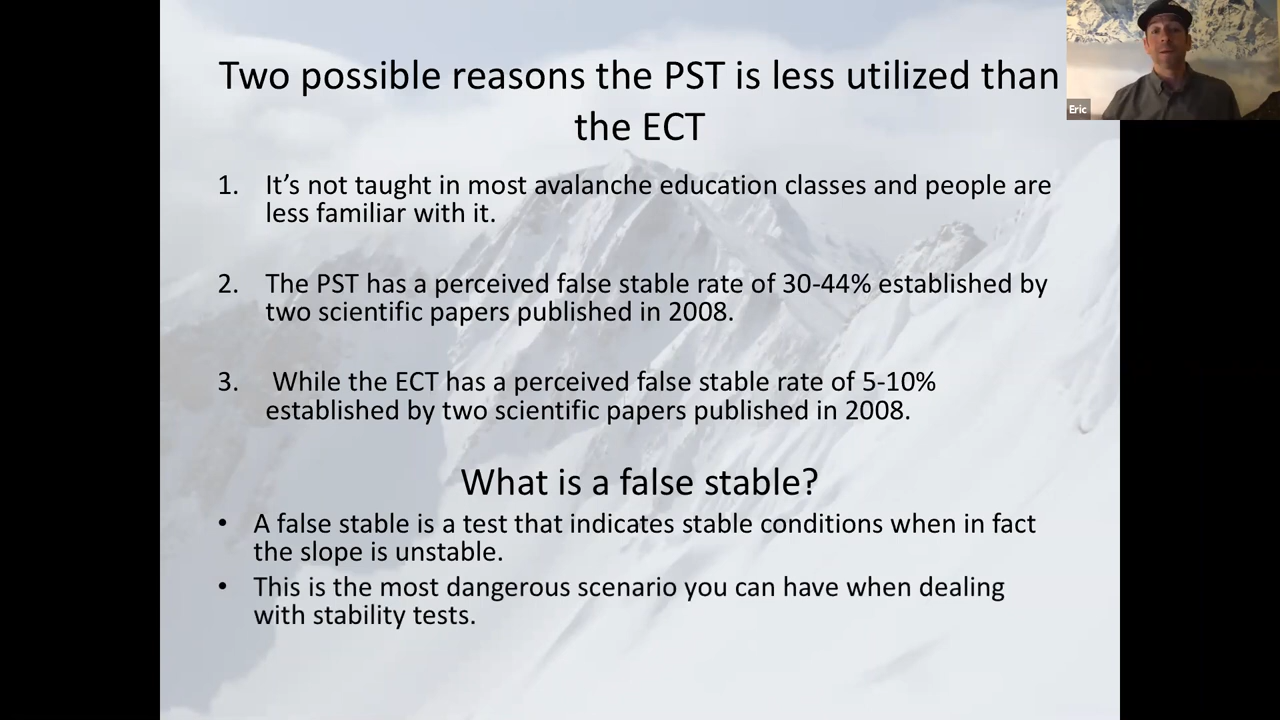 Two possible reasons the PST is less utilized than
the ECT
1. It’s not taught in most avalanche education classes and people are
less familiar with it.
2. The PST has a perceived false stable rate of 30-44% established by
two scientific papers published in 2008.
3. While the ECT has a perceived false stable rate of 5-10%
established by two scientific papers published in 2008.
What is a false stable?
• A false stable is a test that indicates stable conditions when in fact
the slope is unstable.
• This is the most dangerous scenario you can have when dealing
with stability tests.
Eric